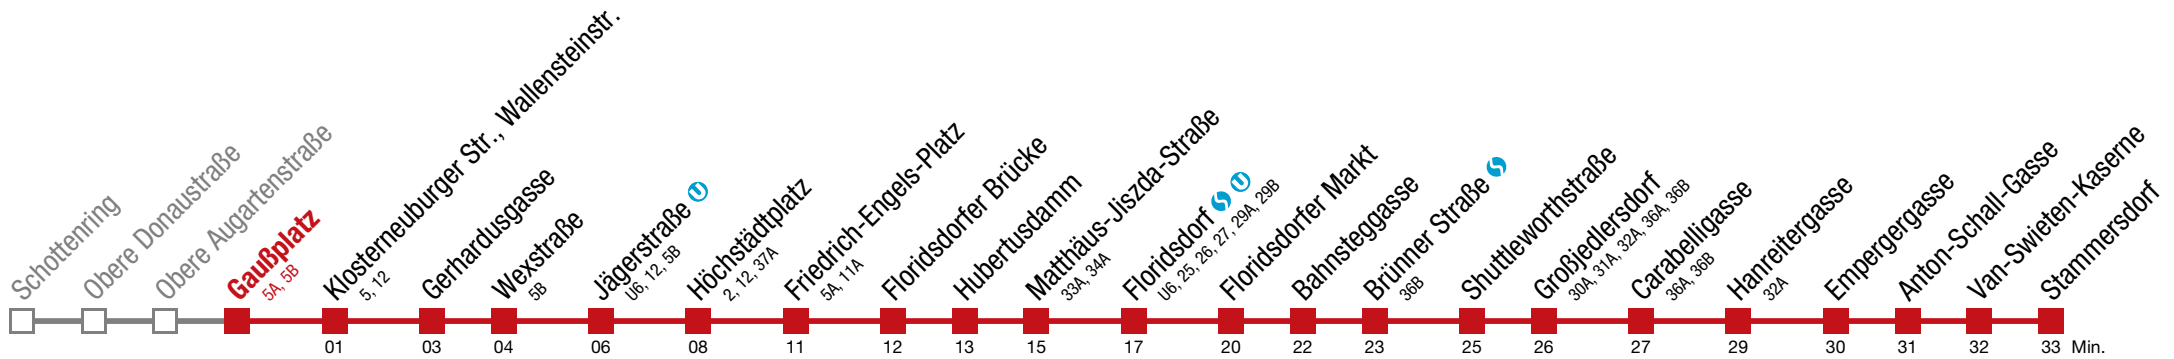 Schottenring
Obere Donaustraße
Obere Augartenstraße
Gaußplatz
5A, 5B
Klosterneuburger Str., Wallensteinstr.
5, 12
Gerhardusgasse
Wexstraße
5B
Jägerstraße U
U6, 12, 5B
Höchstädtplatz
2, 12, 37A
Friedrich-Engels-Platz
5A, 11A
Floridsdorfer Brücke
Hubertusdamm
Matthäus-Jiszda-Straße
33A, 34A
Floridsdorf S U
U6, 25, 26, 27, 29A, 29B
Floridsdorfer Markt
Bahnsteggasse
Brünner Straße S
36B
Shuttleworthstraße
Großjedlersdorf
30A, 31A, 32A, 36A, 36B
Carabelligasse
36A, 36B
Hanreitergasse
32A
Empergergasse
Anton-Schall-Gasse
Van-Swieten-Kaserne
Stammersdorf
01 03 04 06 08 11 12 13 15 17 20 22 23 25 26 27 29 30 31 32 33 Min.